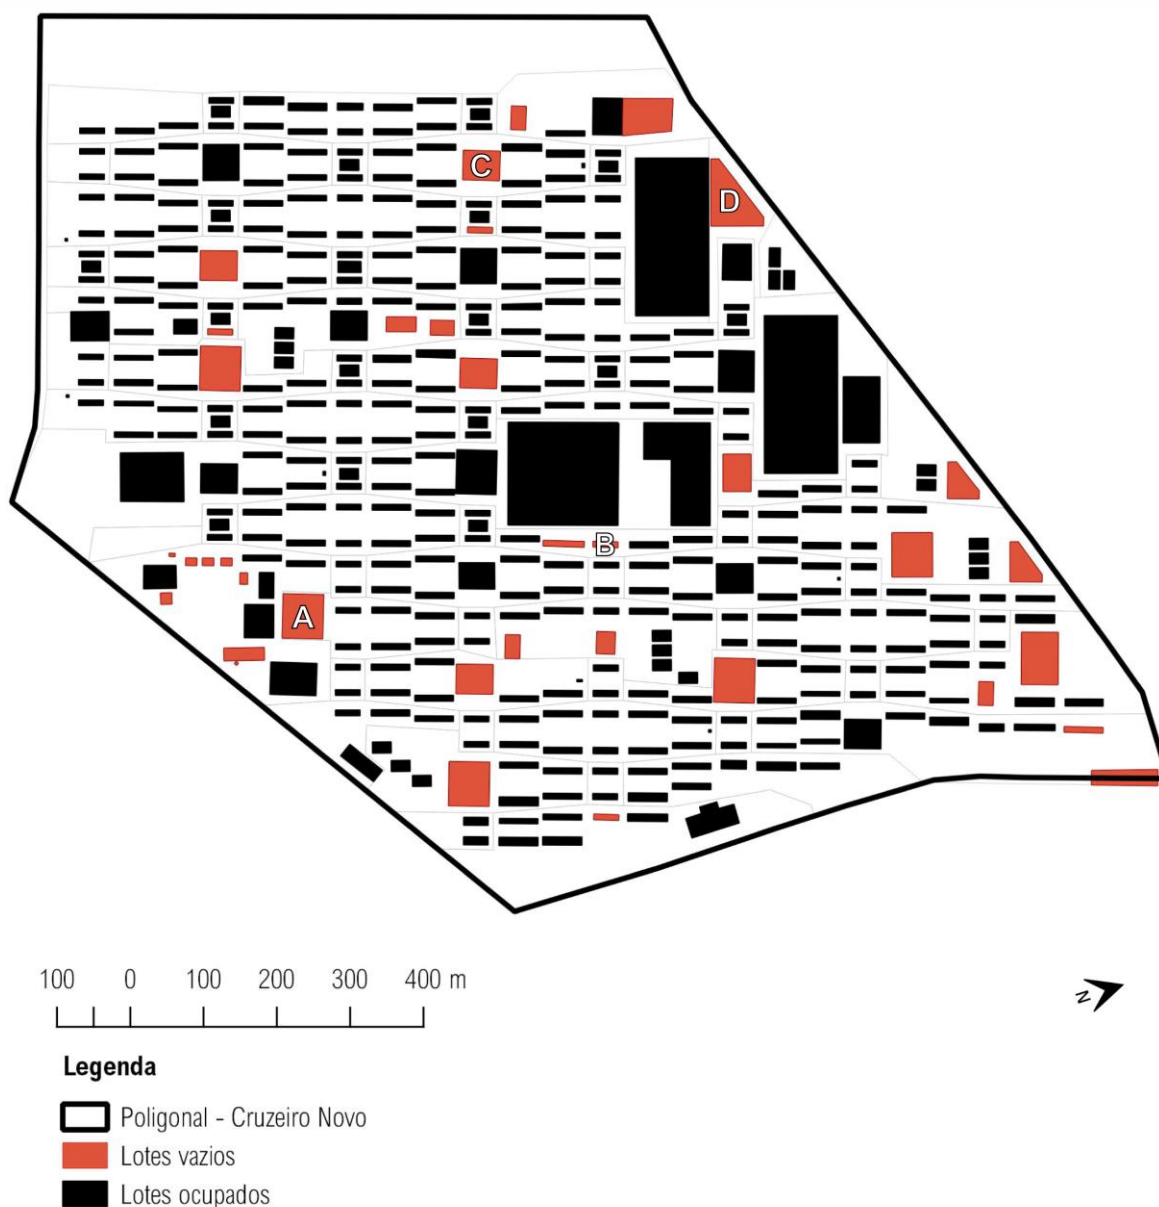 C
D
B
A
100 0 100 200 300 400 m
N
Legenda
Poligonal - Cruzeiro Novo
Lotes vazios
Lotes ocupados